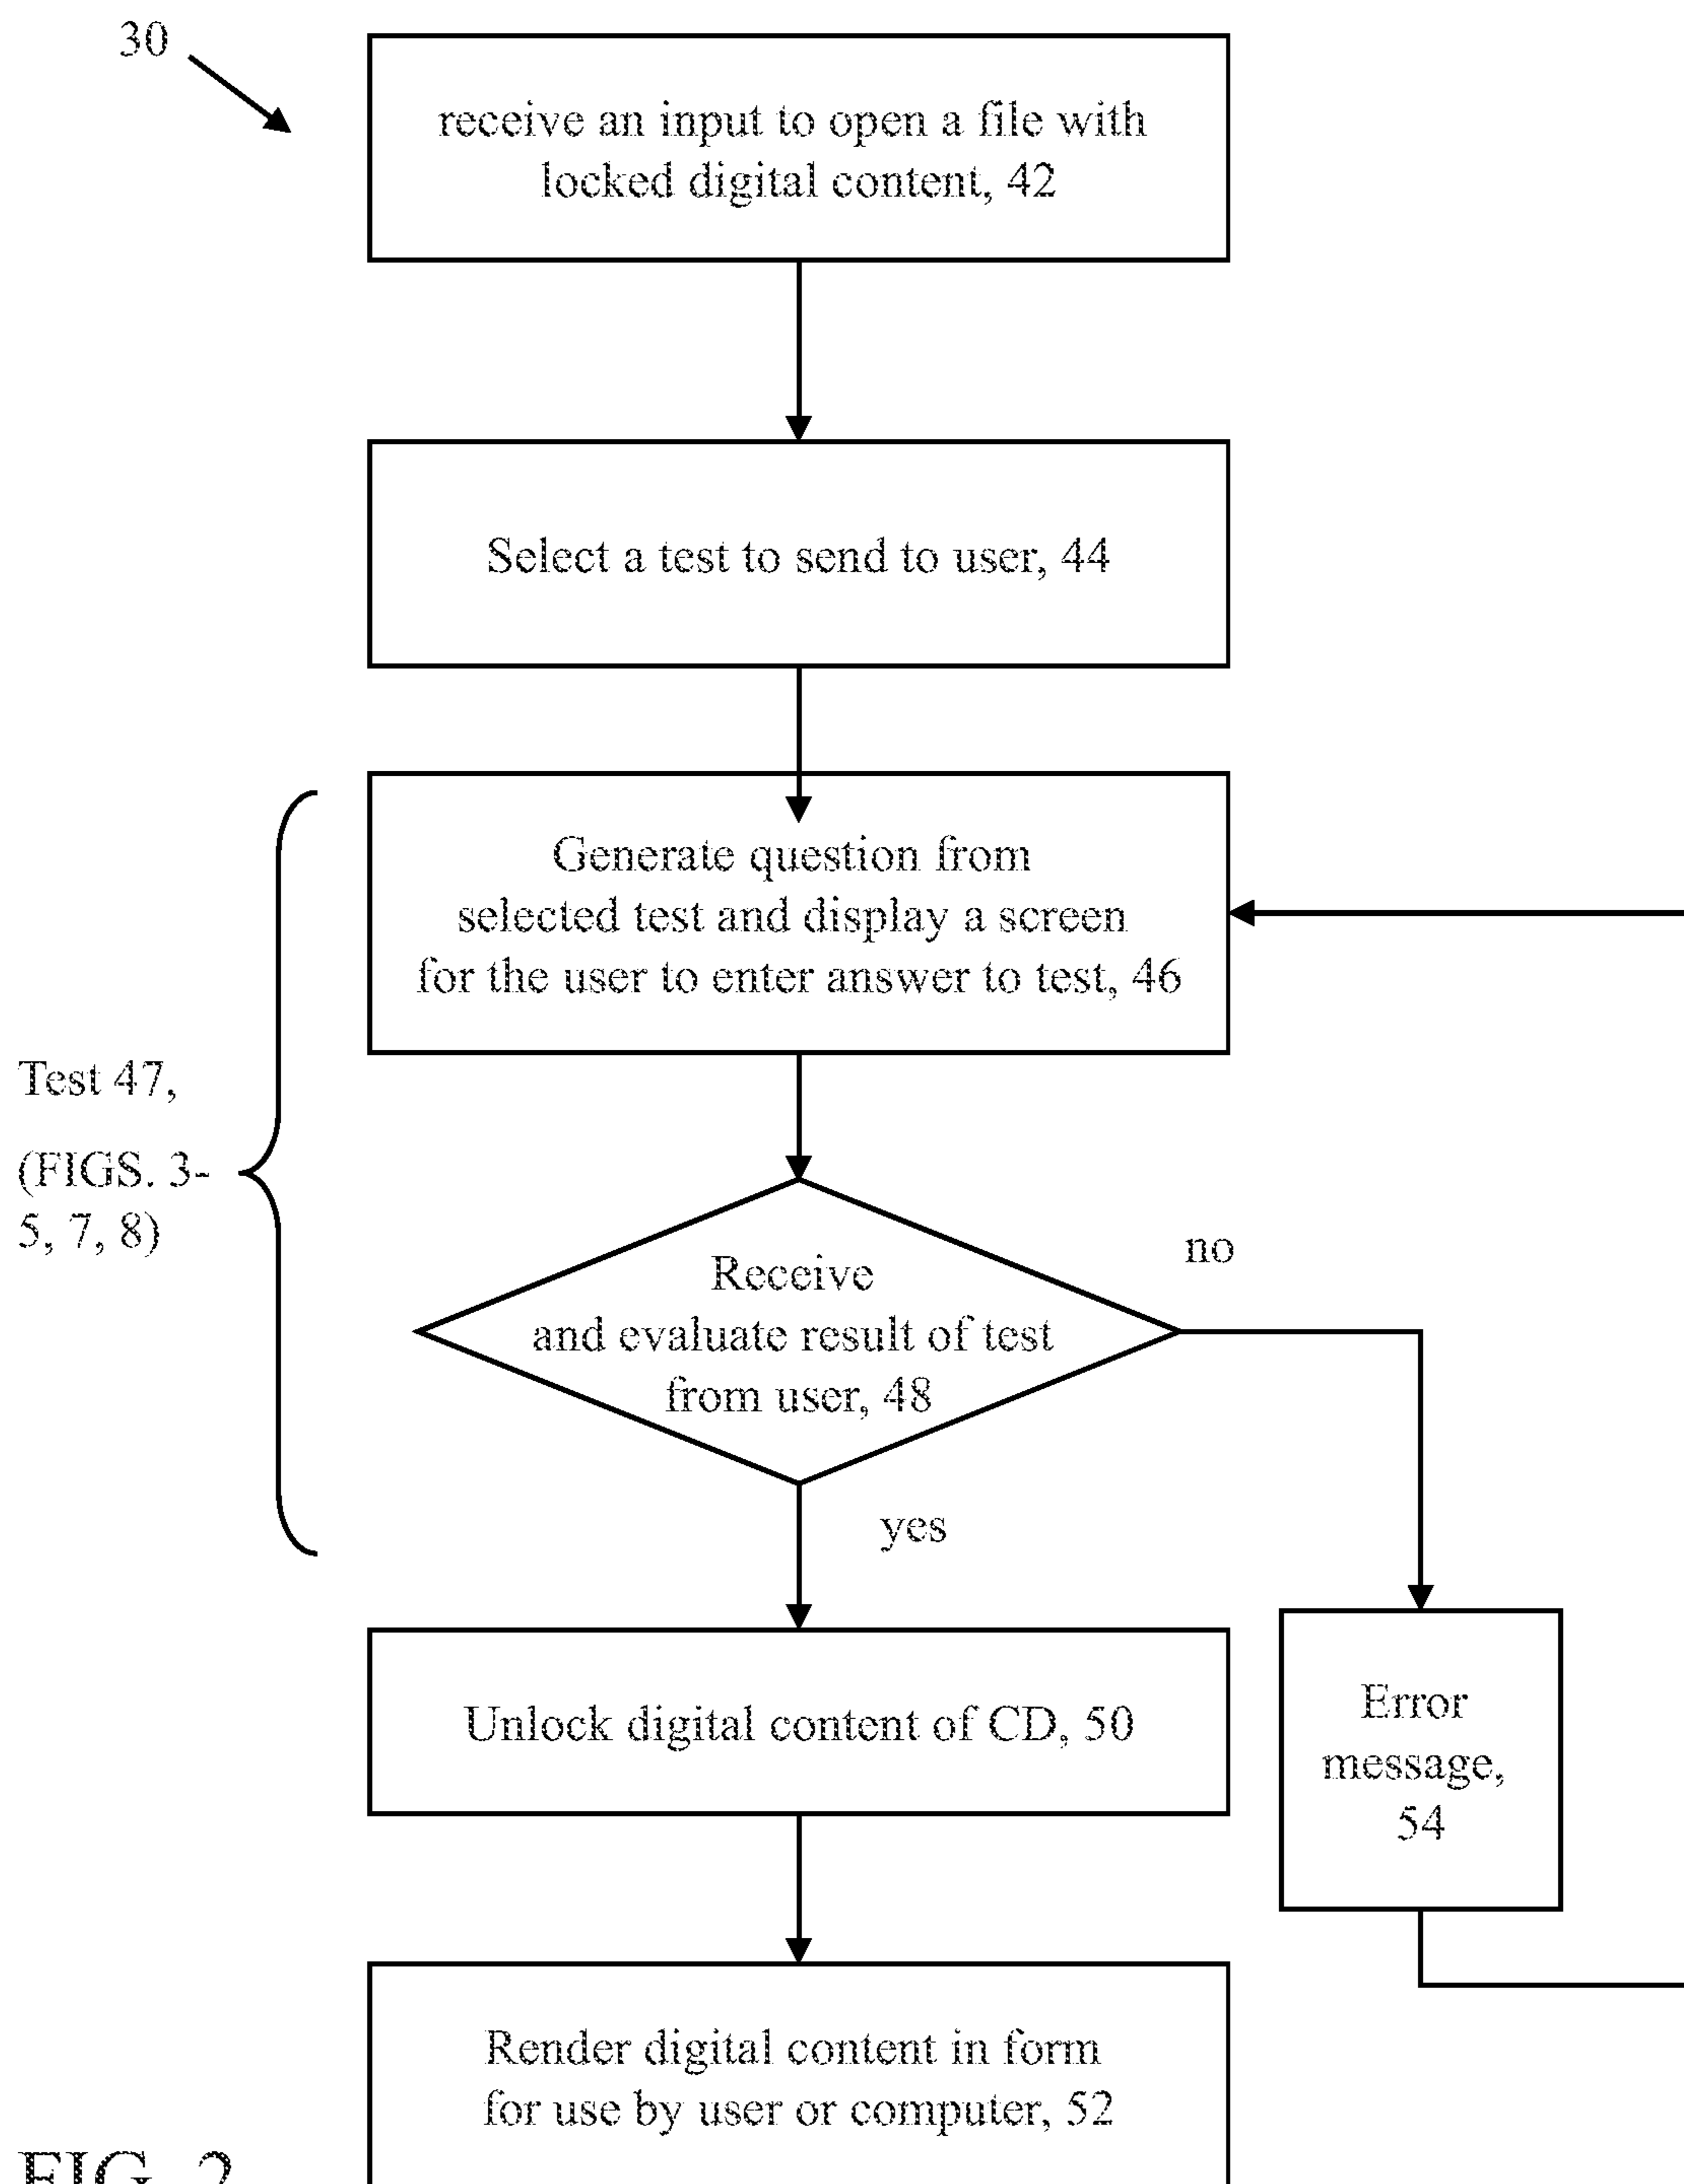 30
receive an input to open a file with
locked digital content, 42
Select a test to send to user, 44
Generate question from
selected test and display a screen
for the user to enter answer to test, 46
Test 47,
(FIGS. 3-
5, 7, 8)
Receive
and evaluate result of test
from user, 48
no
yes
Unlock digital content of CD, 50
Error
message,
54
Render digital content in form
for use by user or computer, 52
FIG. 2